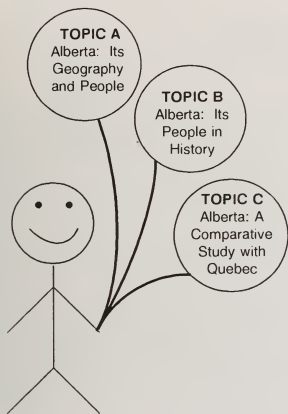 TOPIC A
Alberta: Its
Geography
and People
TOPIC B
Alberta: Its
People in
History
TOPIC C
Alberta: A
Comparative
Study with
Quebec